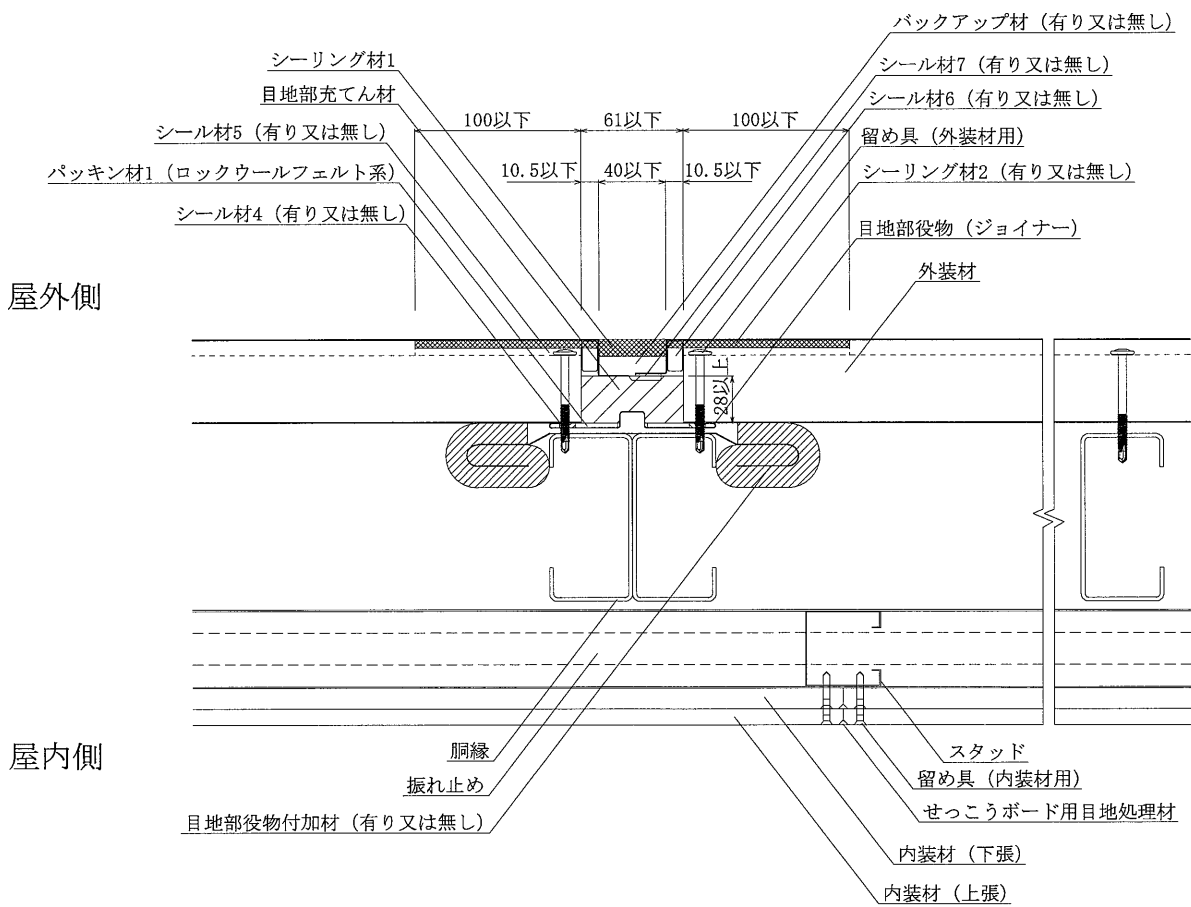 バックアップ材（有り又は無し）
シーリング材1
シール材7（有り又は無し）
目地部充てん材
シール材6（有り又は無し）
100以下
61以下
100以下
シール材5（有り又は無し）
留め具（外装材用）
パッキン材1（ロックウールフェルト系）
10.5以下
40以下
10.5以下
シーリング材2（有り又は無し）
シール材4（有り又は無し）
目地部役物（ジョイナー）
外装材
屋外側
28以上
屋内側
胴縁
スタッド
振れ止め
留め具（内装材用）
目地部役物付加材（有り又は無し）
せっこうボード用目地処理材
内装材（下張）
内装材（上張）